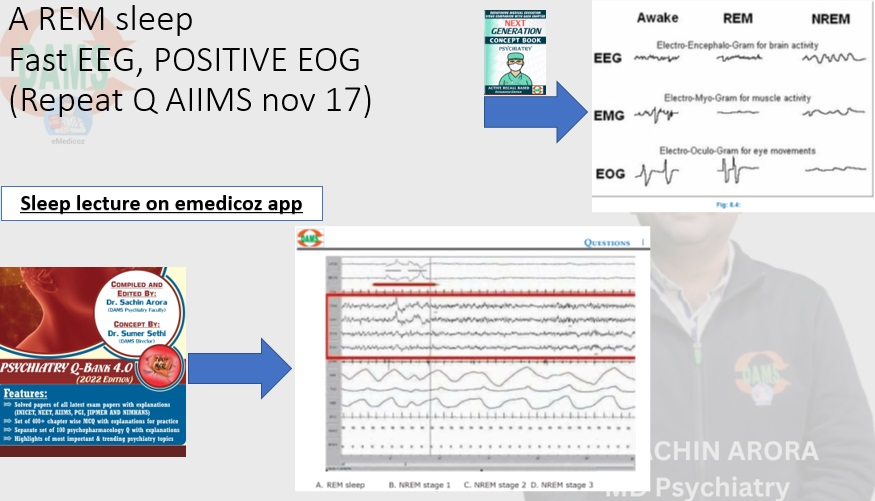 A REM sleep
Fast EEG, POSITIVE EOG
(Repeat Q AIIMS nov 17)
DAMS
eMedicoz
NEXT
GENERATION
CONCEPT BOOK
PSYCHIATRY
ACTIVE RECALL BASED
Awake REM NREM
Electro-Encephalo-Gram for brain activity
EEG
Electro-Myo-Gram for muscle activity
EMG
Electro-Oculo-Gram for eye movements
EOG
Fig: 8.4:
Sleep lecture on emedicoz app
COMPILED AND
EDITED BY:
Dr. Sachin Arora
(DAMS Psychiatry Faculty)
CONCEPT BY:
Dr. Sumer Sethi
(DAMS Director)
PSYCHIATRY Q-BANK 4.0
(2022 EDITION)
Features:
Solved papers of all latest exam papers with explanations
(INICET, NEET, AIIMS, PGI, JIPMER AND NIMHANS)
Set of 600+ chapter wise MCQ with explanations for practice
Separate set of 100 psychopharmacology Q with explanations
Highlights of most important & trending psychiatry topics
DAMS
QUESTIONS
A. REM sleep B. NREM stage 1 C. NREM stage 2 D. NREM stage 3
ACHIN ARORA
MD Psychiatry